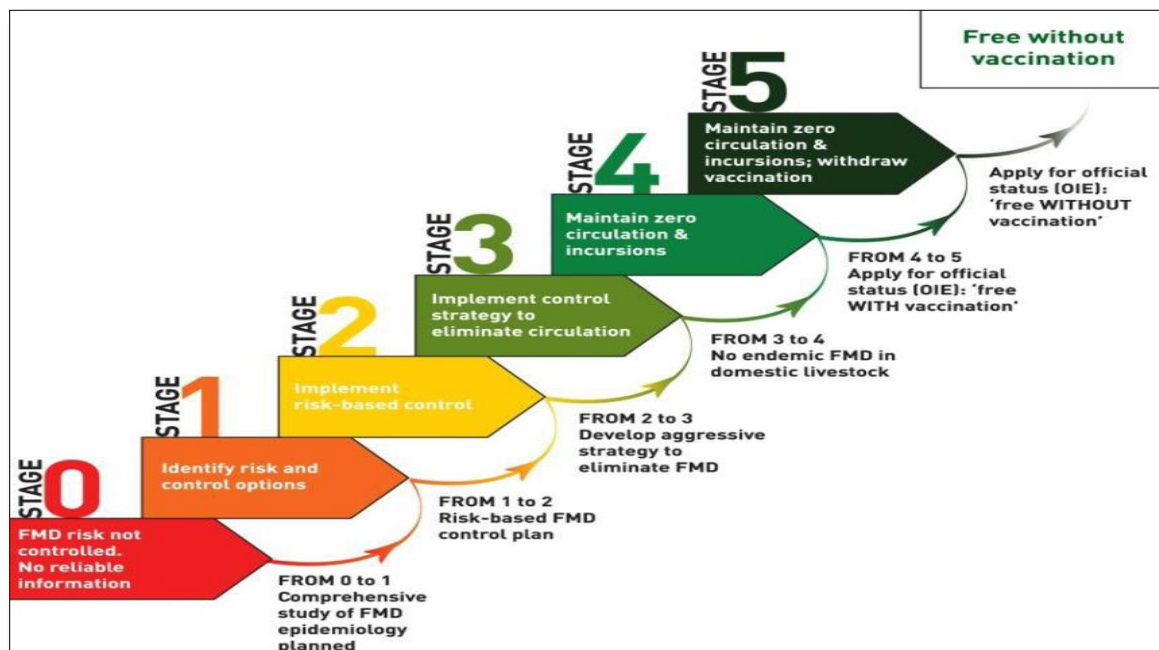 Free without
vaccination
STAGE 5
Maintain zero
circulation &
incursions; withdraw
vaccination
Apply for official
status (OIE):
‘free WITHOUT
vaccination’
STAGE 4
Maintain zero
circulation &
incursions
FROM 4 to 5
Apply for official
status (OIE): ‘free
WITH vaccination’
STAGE 3
Implement control
strategy to
eliminate circulation
FROM 3 to 4
No endemic FMD in
domestic livestock
STAGE 2
Implement
risk-based control
FROM 2 to 3
Develop aggressive
strategy to
eliminate FMD
STAGE 1
Identify risk and
control options
FROM 1 to 2
Risk-based FMD
control plan
STAGE 0
FMD risk not
controlled.
No reliable
information
FROM 0 to 1
Comprehensive
study of FMD
epidemiology
planned